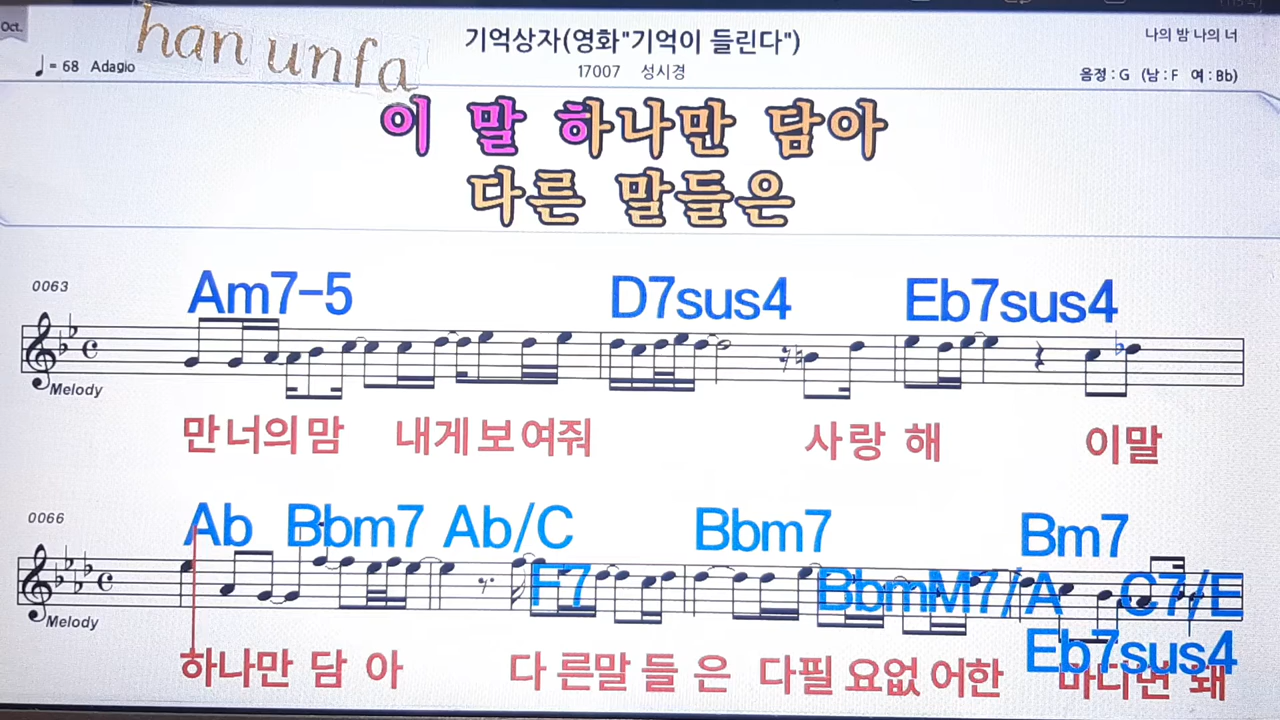 Oct.
han unfa
기억상자(영화"기억이 들린다")
나의 밤 나의 너
♩= 68 Adagio
17007 성시경
음정 : G (남 : F 여 : Bb)
이 말 하나만 담아
다른 말들은
0063
Am7-5 D7sus4 Eb7sus4
Melody
만 너의 맘 내게 보여줘 사랑 해 이말
0066
Ab Bbm7 Ab/C Bbm7 Bm7
F7 BbmM7/A C7/E
Melody
Eb7sus4
하나만 담 아 다 른말 들 은 다필 요없 어한 마디면 돼